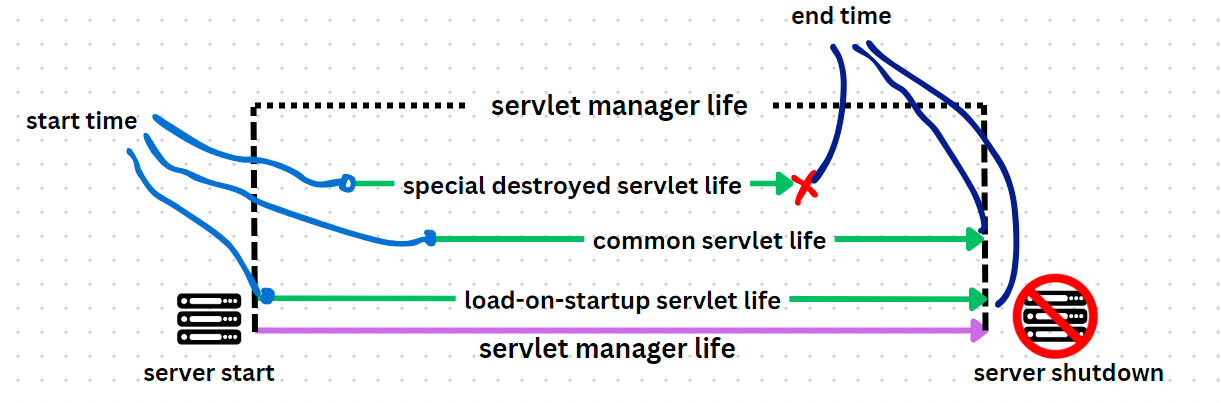 end time
servlet manager life
start time
special destroyed servlet life
common servlet life
load-on-startup servlet life
servlet manager life
server start
server shutdown